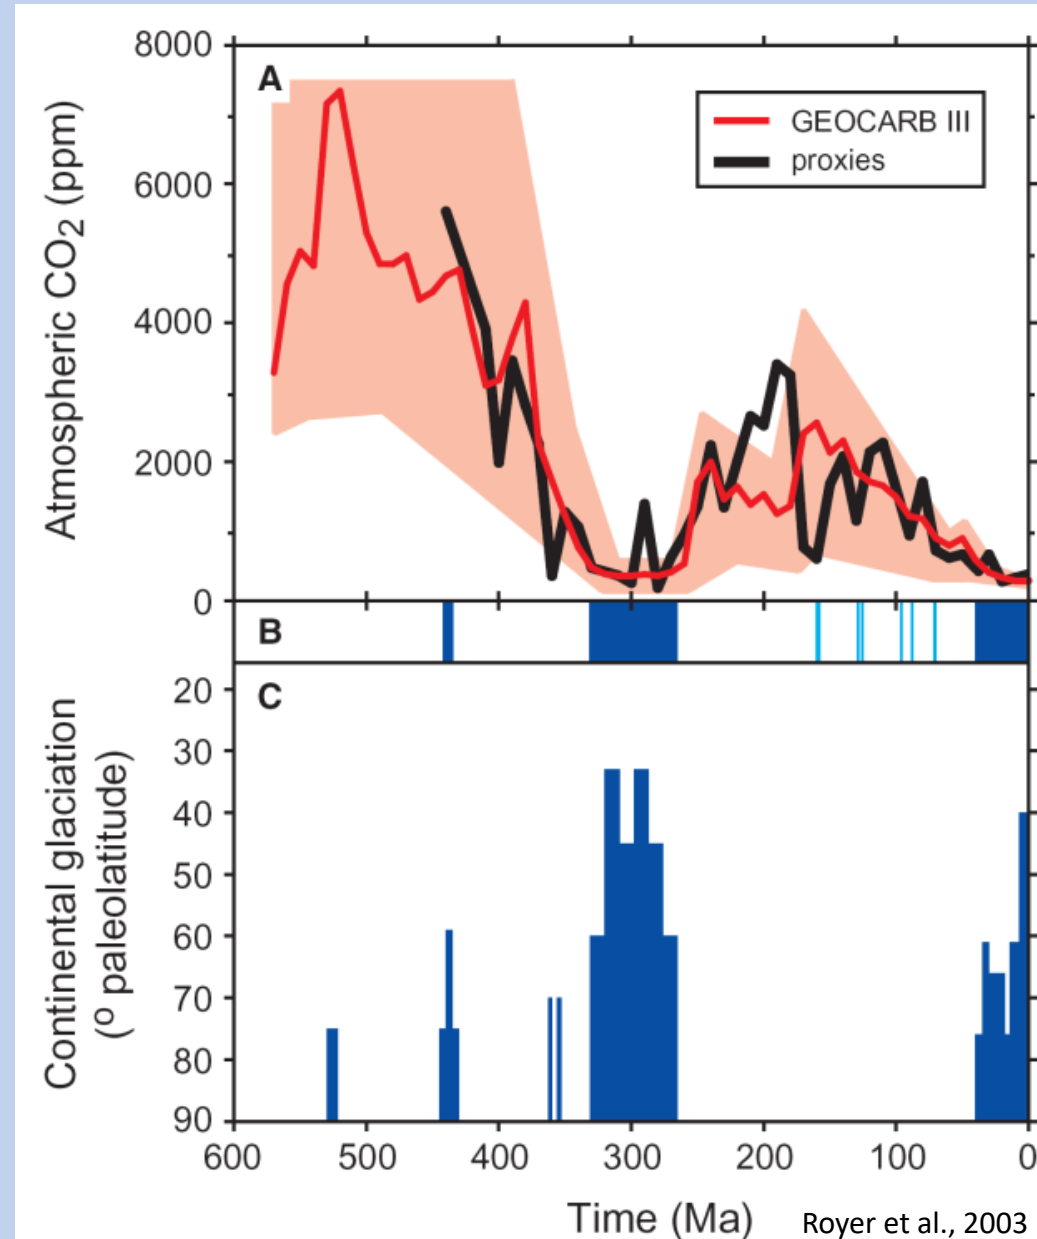 8000
6000
4000
2000
0
Atmospheric CO2 (ppm)
A
GEOCARB III
proxies
B
C
20
30
40
50
60
70
80
90
Continental glaciation
(o paleolatitude)
600 500 400 300 200 100 0
Time (Ma)
Royer et al., 2003